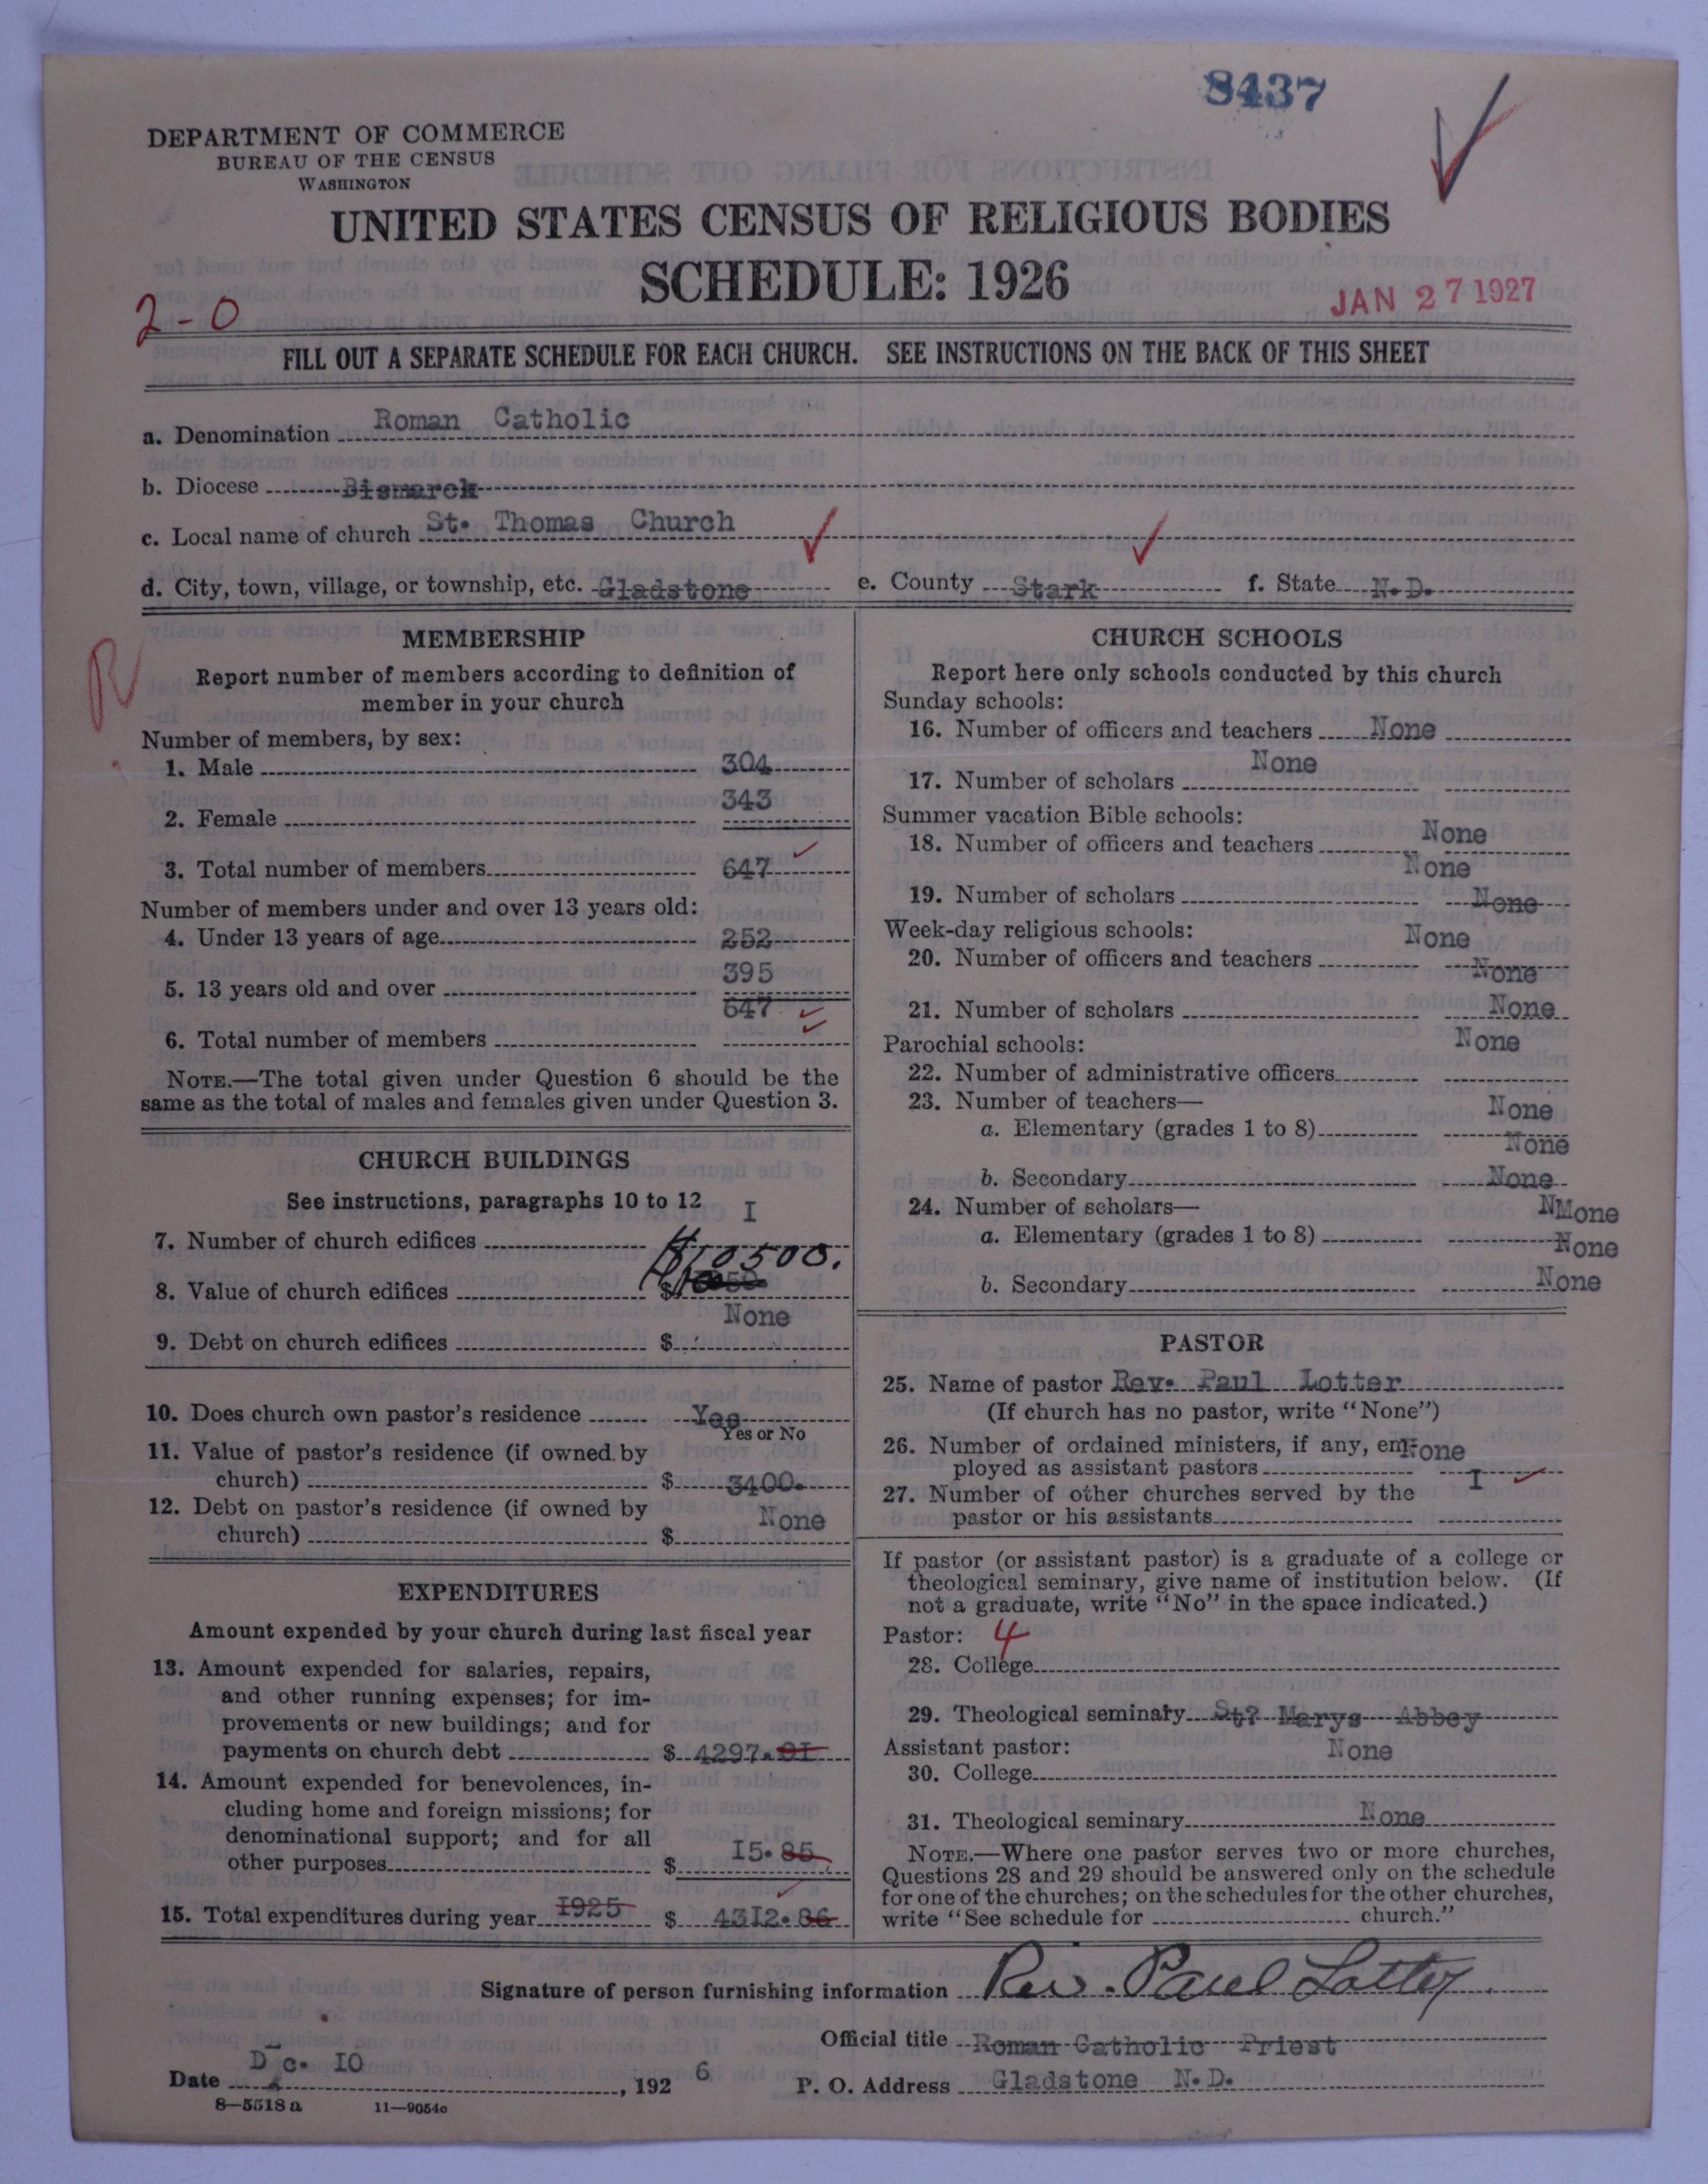 8437
DEPARTMENT OF COMMERCE
BUREAU OF THE CENSUS
WASHINGTON
UNITED STATES CENSUS OF RELIGIOUS BODIES
SCHEDULE: 1926
JAN 27 1927
2-0
FILL OUT A SEPARATE SCHEDULE FOR EACH CHURCH. SEE INSTRUCTIONS ON THE BACK OF THIS SHEET
a. Denomination Roman Catholic
b. Diocese Bismarck
c. Local name of church St. Thomas Church
d. City, town, village, or township, etc. Gladstone e. County Stark f. State N.D.
R
MEMBERSHIP
Report number of members according to definition of
member in your church
Number of members, by sex:
1. Male 304
2. Female 343
3. Total number of members 647
Number of members under and over 13 years old:
4. Under 13 years of age 252
5. 13 years old and over 395
6. Total number of members 647
NOTE.—The total given under Question 6 should be the
same as the total of males and females given under Question 3.
CHURCH BUILDINGS
See instructions, paragraphs 10 to 12
7. Number of church edifices I
8. Value of church edifices $10500.
9. Debt on church edifices $ None
10. Does church own pastor's residence Yes
Yes or No
11. Value of pastor's residence (if owned by
church) $ 3400.
12. Debt on pastor's residence (if owned by
church) $ None
EXPENDITURES
Amount expended by your church during last fiscal year
13. Amount expended for salaries, repairs,
and other running expenses; for im-
provements or new buildings; and for
payments on church debt $ 4297.01
14. Amount expended for benevolences, in-
cluding home and foreign missions; for
denominational support; and for all
other purposes $ I5.85
15. Total expenditures during year I925 $ 43I2.86
CHURCH SCHOOLS
Report here only schools conducted by this church
Sunday schools:
16. Number of officers and teachers None
17. Number of scholars None
Summer vacation Bible schools:
18. Number of officers and teachers None
None
19. Number of scholars None
Week-day religious schools:
None
20. Number of officers and teachers None
21. Number of scholars None
Parochial schools:
None
22. Number of administrative officers
23. Number of teachers—
None
a. Elementary (grades 1 to 8)
None
b. Secondary None
24. Number of scholars—
NMone
a. Elementary (grades 1 to 8) None
b. Secondary None
PASTOR
25. Name of pastor Rev. Paul Lotter
(If church has no pastor, write "None")
26. Number of ordained ministers, if any, em-
ployed as assistant pastors None
27. Number of other churches served by the
pastor or his assistants I
If pastor (or assistant pastor) is a graduate of a college or
theological seminary, give name of institution below. (If
not a graduate, write "No" in the space indicated.)
Pastor: 4
28. College
29. Theological seminary St? Marys Abbey
Assistant pastor:
30. College None
31. Theological seminary None
NOTE.—Where one pastor serves two or more churches,
Questions 28 and 29 should be answered only on the schedule
for one of the churches; on the schedules for the other churches,
write "See schedule for church."
Signature of person furnishing information Rev. Paul Lotter
Official title Roman Catholic Priest
Date Dec. IO, 1926 P. O. Address Gladstone N.D.
8—5518 a 11—9054c